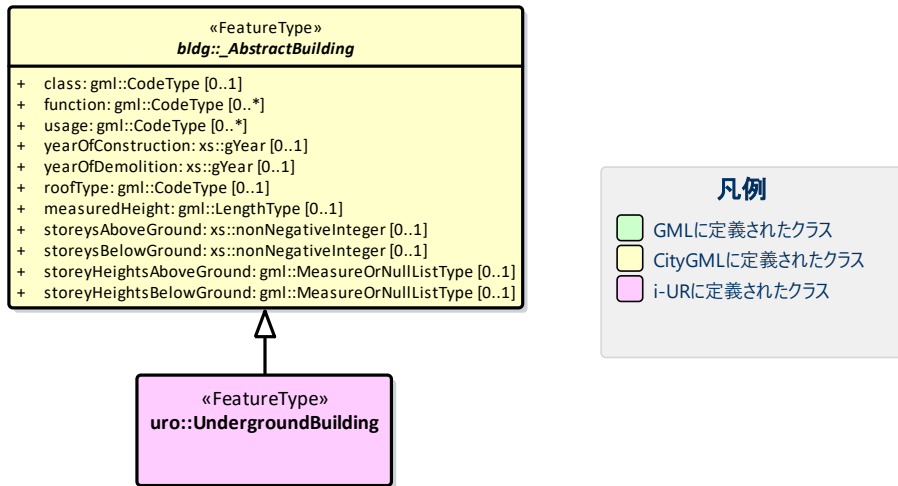 «FeatureType»
bldg::_AbstractBuilding
+ class: gml::CodeType [0..1]
+ function: gml::CodeType [0..*]
+ usage: gml::CodeType [0..*]
+ yearOfConstruction: xs::gYear [0..1]
+ yearOfDemolition: xs::gYear [0..1]
+ roofType: gml::CodeType [0..1]
+ measuredHeight: gml::LengthType [0..1]
+ storeysAboveGround: xs::nonNegativeInteger [0..1]
+ storeysBelowGround: xs::nonNegativeInteger [0..1]
+ storeyHeightsAboveGround: gml::MeasureOrNullListType [0..1]
+ storeyHeightsBelowGround: gml::MeasureOrNullListType [0..1]
«FeatureType»
uro::UndergroundBuilding
凡例
GMLに定義されたクラス
CityGMLに定義されたクラス
i-URに定義されたクラス